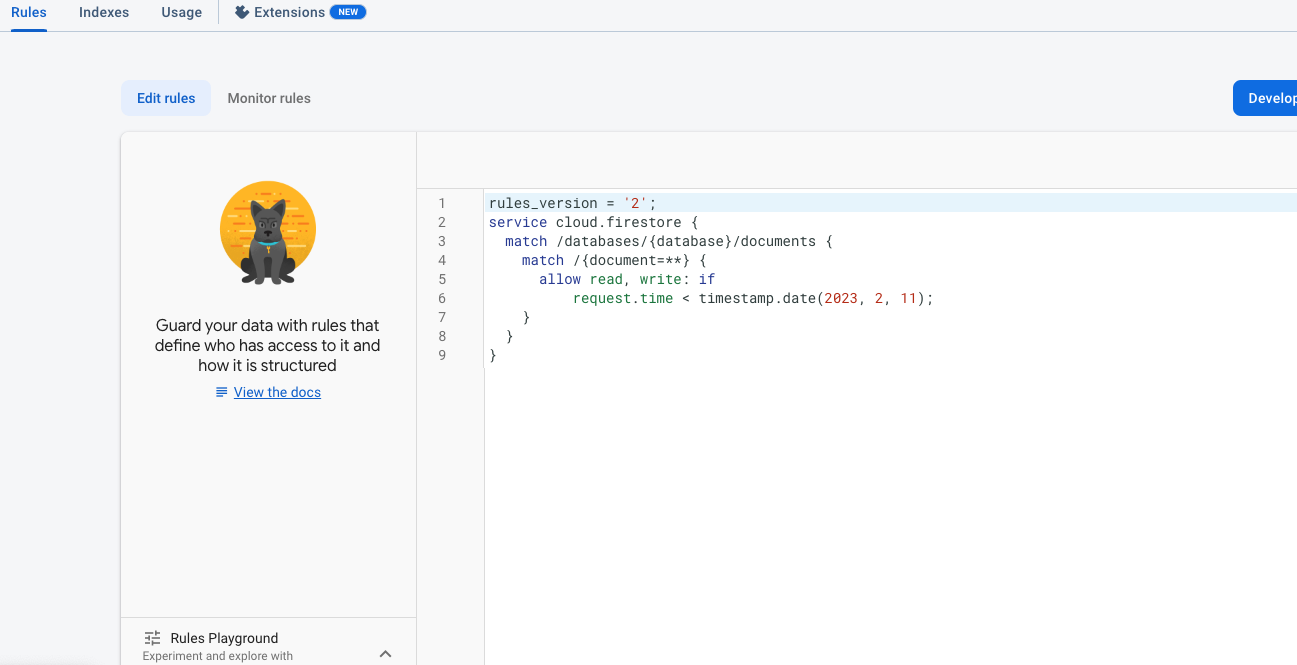 Rules Indexes Usage Extensions NEW
Edit rules Monitor rules Develop
Guard your data with rules that
define who has access to it and
how it is structured
View the docs
Rules Playground
Experiment and explore with
1 rules_version = '2';
2 service cloud.firestore {
3 match /databases/{database}/documents {
4 match /{document=**} {
5 allow read, write: if
6 request.time < timestamp.date(2023, 2, 11);
7 }
8 }
9 }